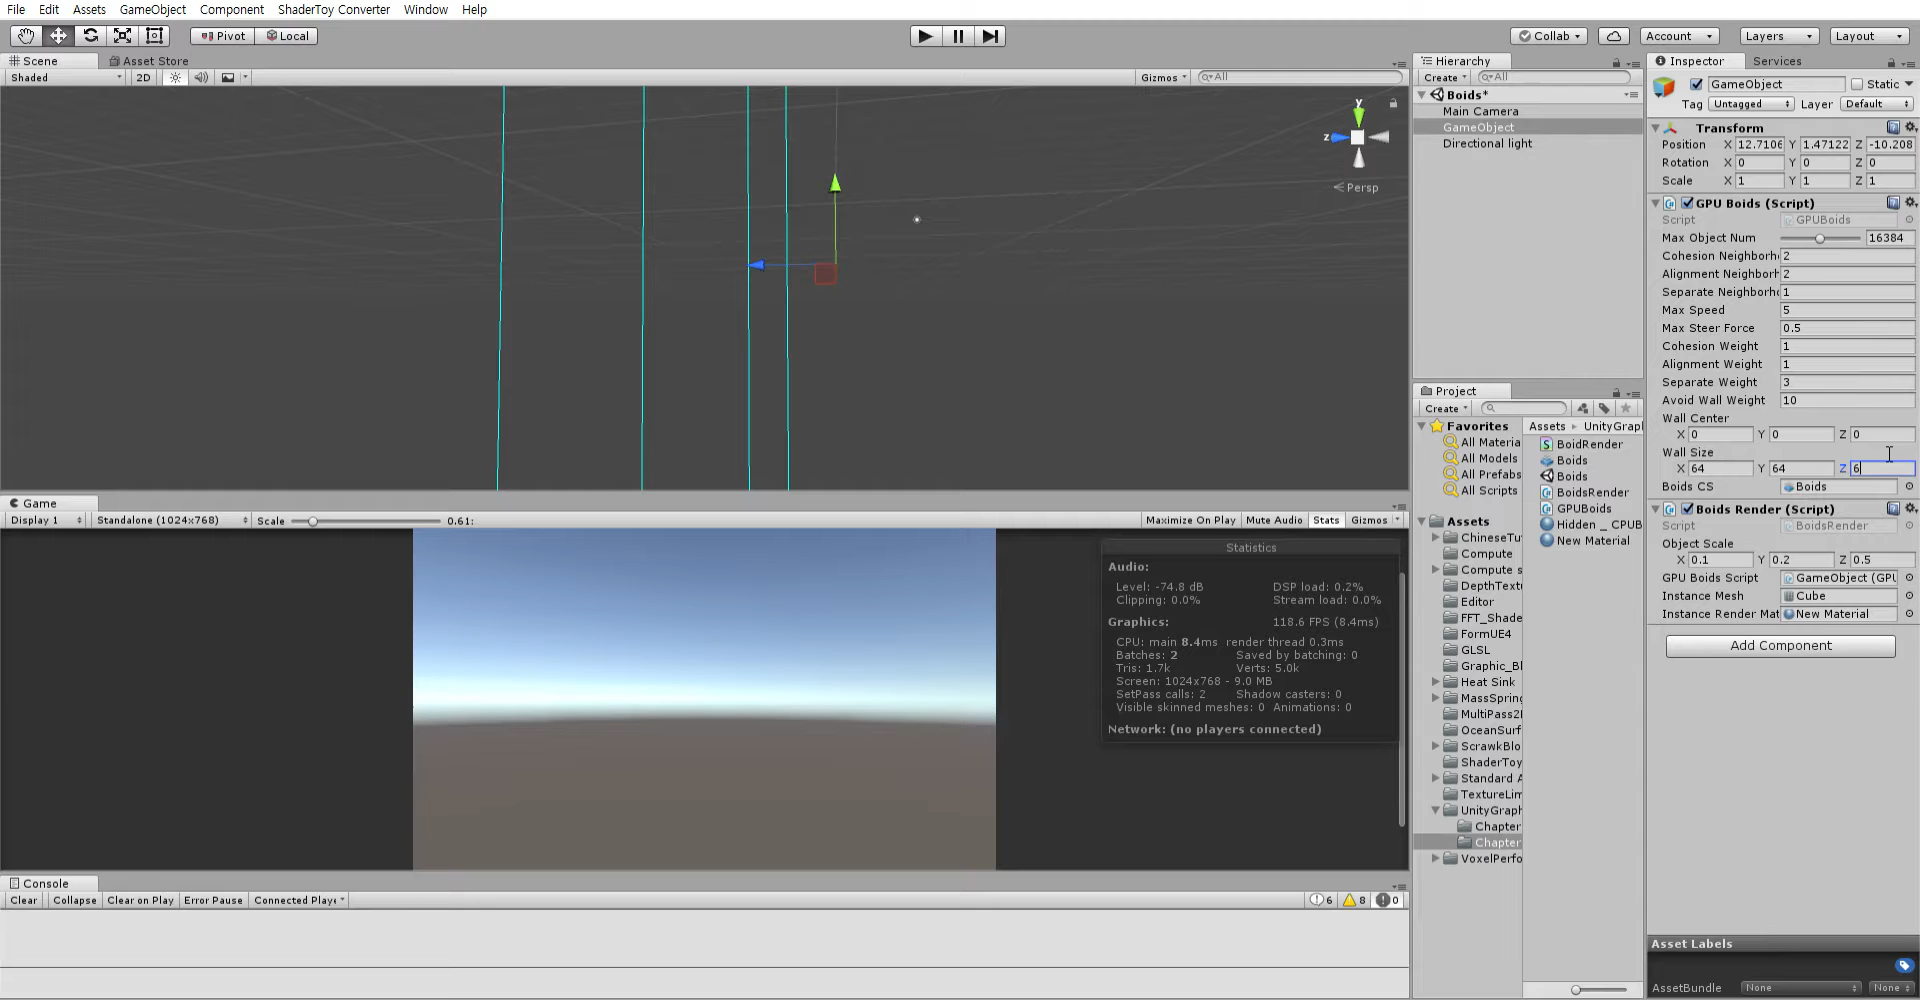 File Edit Assets GameObject Component ShaderToy Converter Window Help
Pivot Local Collab Account Layers Layout
Scene Asset Store
Shaded 2D Gizmos All
y
z
Persp
Hierarchy
Create All
Boids*
Main Camera
GameObject
Directional light
Game
Display 1 Standalone (1024x768) Scale 0.61: Maximize On Play Mute Audio Stats Gizmos
Statistics
Audio:
Level: -74.8 dB DSP load: 0.2%
Clipping: 0.0% Stream load: 0.0%
Graphics: 118.6 FPS (8.4ms)
CPU: main 8.4ms render thread 0.3ms
Batches: 2 Saved by batching: 0
Tris: 1.7k Verts: 5.0k
Screen: 1024x768 - 9.0 MB
SetPass calls: 2 Shadow casters: 0
Visible skinned meshes: 0 Animations: 0
Network: (no players connected)
Console
Clear Collapse Clear on Play Error Pause Connected Playe 6 8 0
Project
Create
Favorites
All Materia
All Models
All Prefabs
All Scripts
Assets
ChineseTu
Compute
Compute s
DepthTextu
Editor
FFT_Shade
FormUE4
GLSL
Graphic_Bl
Heat Sink
MassSpring
MultiPass2
OceanSurf
ScrawkBlo
ShaderToy
Standard A
TextureLim
UnityGraph
Chapter
Chapter
VoxelPerfo
Assets UnityGrapl
BoidRender
Boids
Boids
BoidsRender
GPUBoids
Hidden _ CPUB
New Material
Inspector Services
GameObject Static
Tag Untagged Layer Default
Transform
Position X 12.7106 Y 1.47122 Z -10.208
Rotation X 0 Y 0 Z 0
Scale X 1 Y 1 Z 1
GPU Boids (Script)
Script GPUBoids
Max Object Num 16384
Cohesion Neighborh 2
Alignment Neighborh 2
Separate Neighborho 1
Max Speed 5
Max Steer Force 0.5
Cohesion Weight 1
Alignment Weight 1
Separate Weight 3
Avoid Wall Weight 10
Wall Center
X 0 Y 0 Z 0
Wall Size
X 64 Y 64 Z 6
Boids CS Boids
Boids Render (Script)
Script BoidsRender
Object Scale
X 0.1 Y 0.2 Z 0.5
GPU Boids Script GameObject (GPU
Instance Mesh Cube
Instance Render Mat New Material
Add Component
Asset Labels
AssetBundle None None